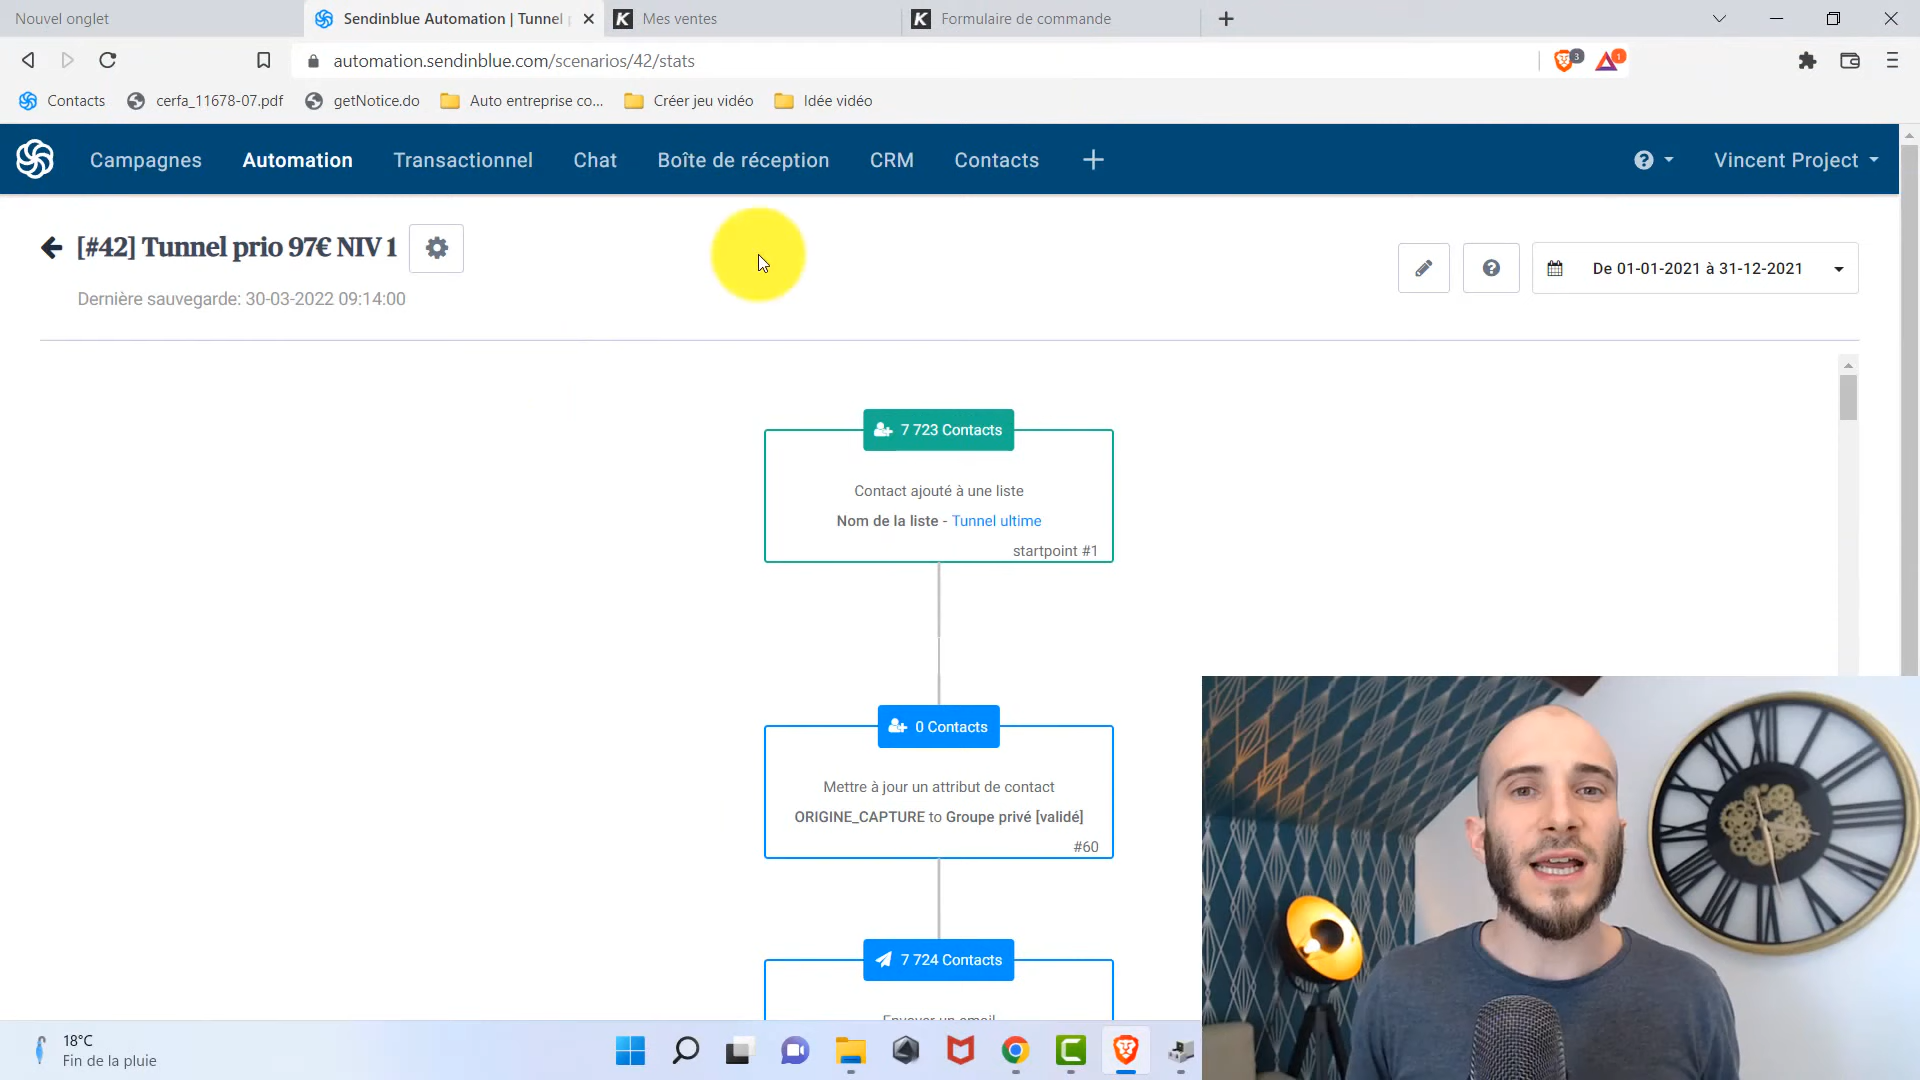 Nouvel onglet
Sendinblue Automation | Tunnel p
Mes ventes
Formulaire de commande
automation.sendinblue.com/scenarios/42/stats
3
1
Contacts
cerfa_11678-07.pdf
getNotice.do
Auto entreprise co...
Créer jeu vidéo
Idée vidéo
Campagnes
Automation
Transactionnel
Chat
Boîte de réception
CRM
Contacts
Vincent Project
[#42] Tunnel prio 97€ NIV 1
De 01-01-2021 à 31-12-2021
Dernière sauvegarde: 30-03-2022 09:14:00
7 723 Contacts
Contact ajouté à une liste
Nom de la liste - Tunnel ultime
startpoint #1
0 Contacts
Mettre à jour un attribut de contact
ORIGINE_CAPTURE to Groupe privé [validé]
#60
7 724 Contacts
Envoyer un email
18°C
Fin de la pluie